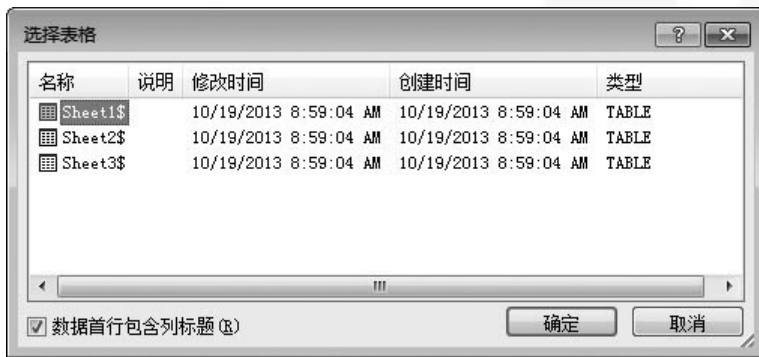 选择表格
名称 说明 修改时间 创建时间 类型
Sheet1$ 10/19/2013 8:59:04 AM 10/19/2013 8:59:04 AM TABLE
Sheet2$ 10/19/2013 8:59:04 AM 10/19/2013 8:59:04 AM TABLE
Sheet3$ 10/19/2013 8:59:04 AM 10/19/2013 8:59:04 AM TABLE
数据首行包含列标题(R) 确定 取消